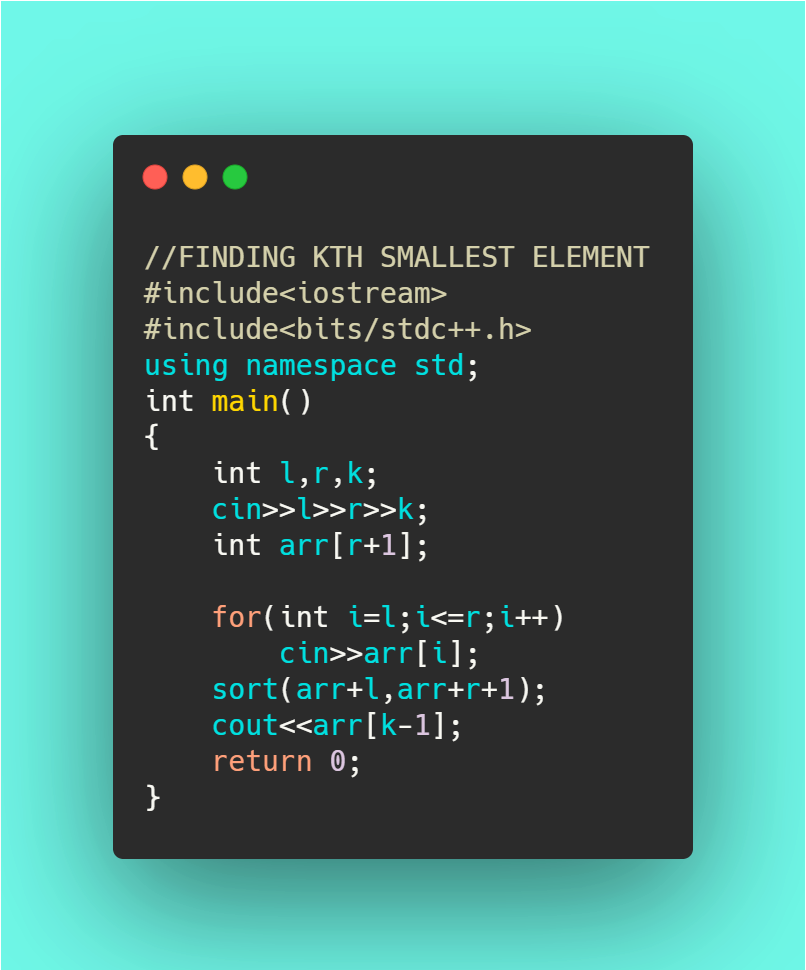 //FINDING KTH SMALLEST ELEMENT
#include<iostream>
#include<bits/stdc++.h>
using namespace std;
int main()
{
    int l,r,k;
    cin>>l>>r>>k;
    int arr[r+1];

    for(int i=l;i<=r;i++)
        cin>>arr[i];
    sort(arr+l,arr+r+1);
    cout<<arr[k-1];
    return 0;
}